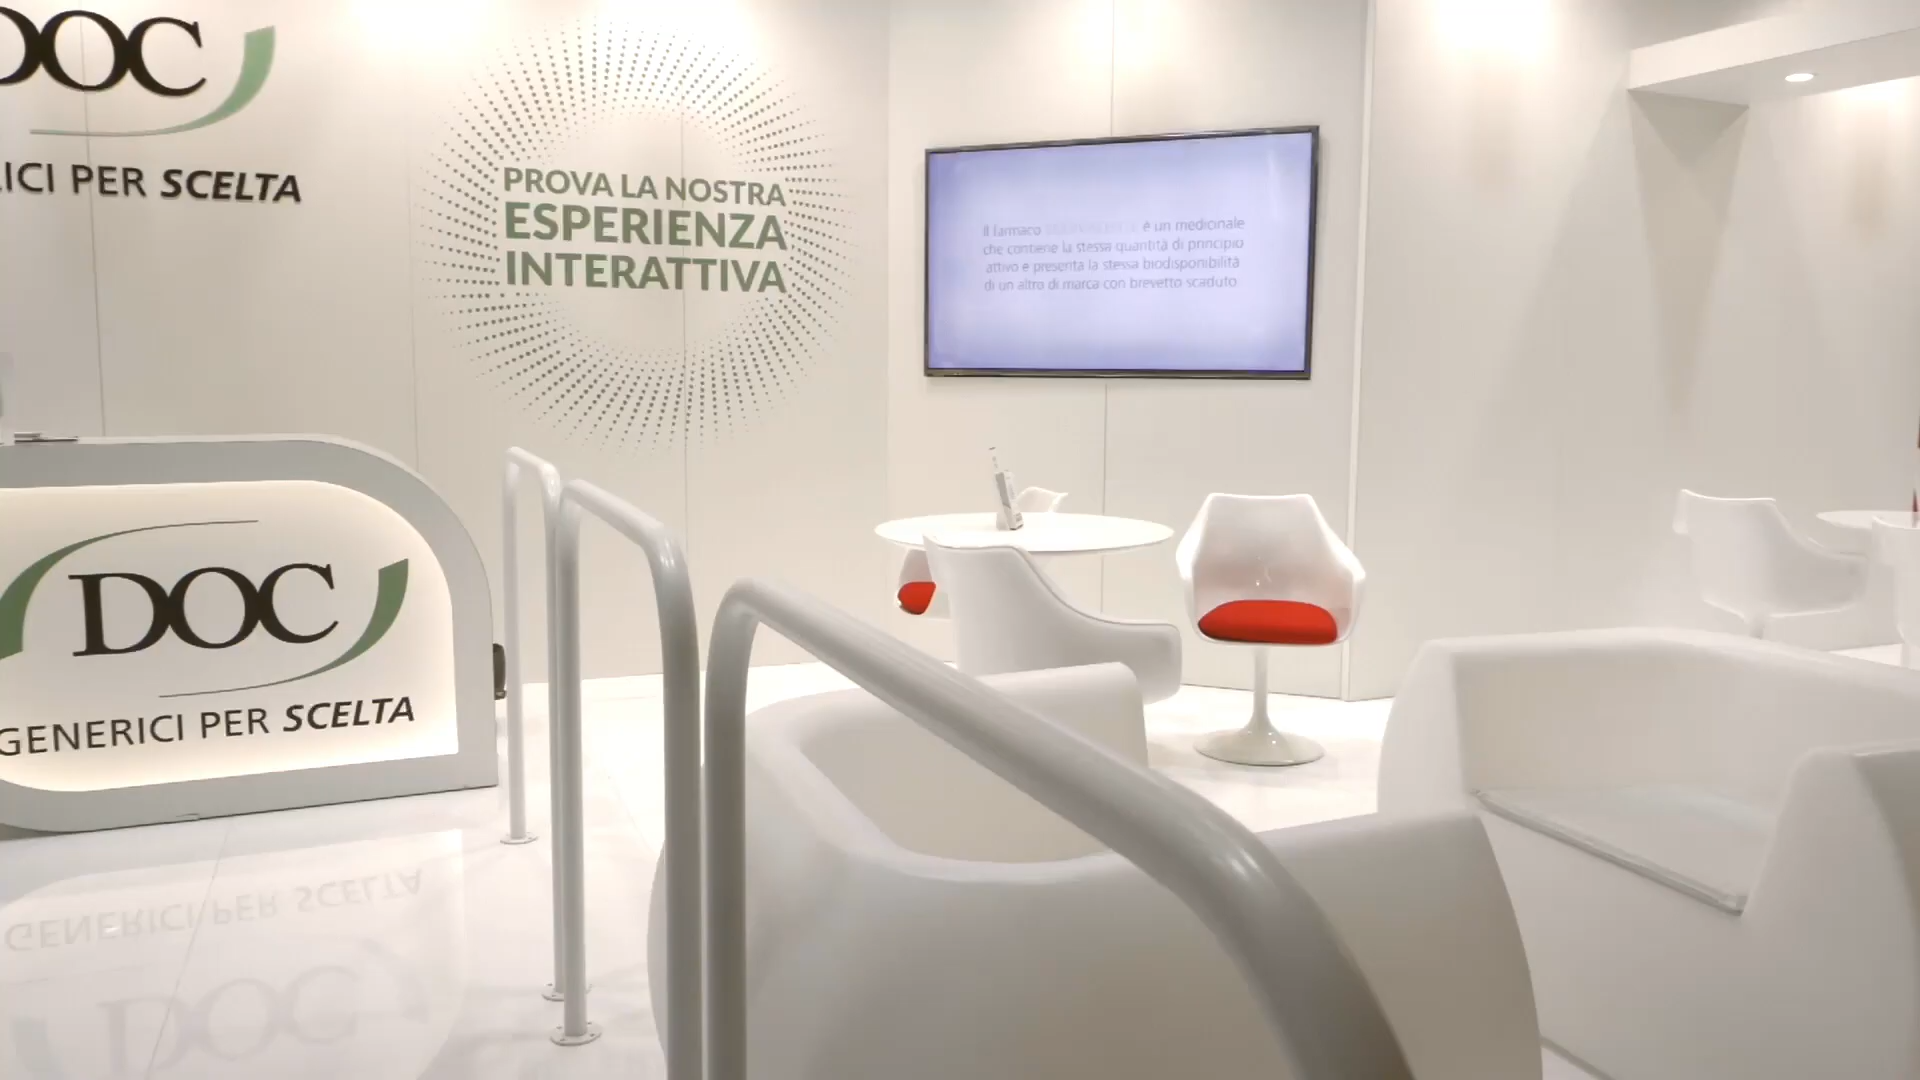 DOC
ICI PER SCELTA
PROVA LA NOSTRA
ESPERIENZA
INTERATTIVA
Il farmaco è un medicinale
che contiene la stessa quantità di principio
attivo e presenta la stessa biodisponibilità
di un altro di marca con brevetto scaduto
DOC
GENERICI PER SCELTA